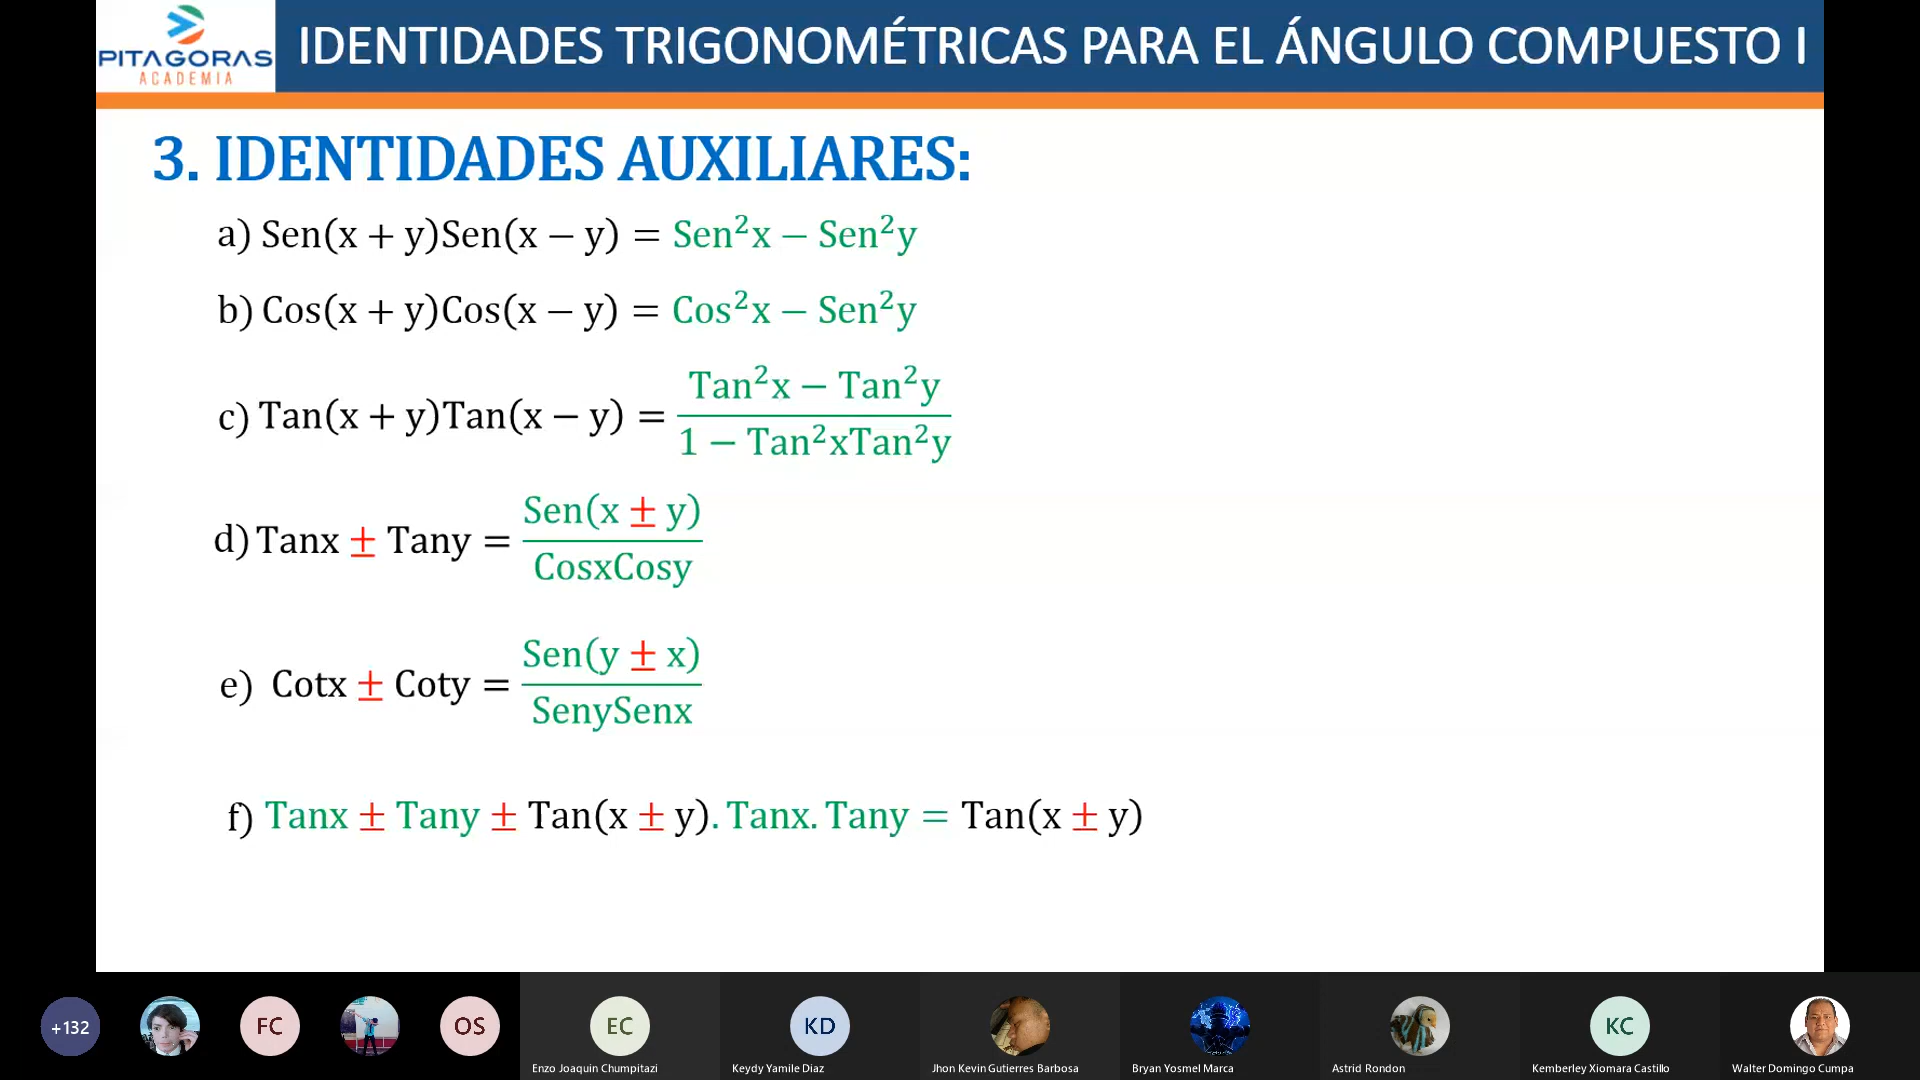 PITAGORAS
ACADEMIA
IDENTIDADES TRIGONOMÉTRICAS PARA EL ÁNGULO COMPUESTO I
3. IDENTIDADES AUXILIARES:
a) Sen(x + y)Sen(x − y) = Sen²x − Sen²y
b) Cos(x + y)Cos(x − y) = Cos²x − Sen²y
c) Tan(x + y)Tan(x − y) = (Tan²x − Tan²y)/(1 − Tan²xTan²y)
d) Tanx ± Tany = Sen(x ± y)/CosxCosy
e) Cotx ± Coty = Sen(y ± x)/SenySenx
f) Tanx ± Tany ± Tan(x ± y). Tanx. Tany = Tan(x ± y)
+132 FC OS EC KD KC
Enzo Joaquin Chumpitazi Keydy Yamile Diaz Jhon Kevin Gutierres Barbosa Bryan Yosmel Marca Astrid Rondon Kemberley Xiomara Castillo Walter Domingo Cumpa